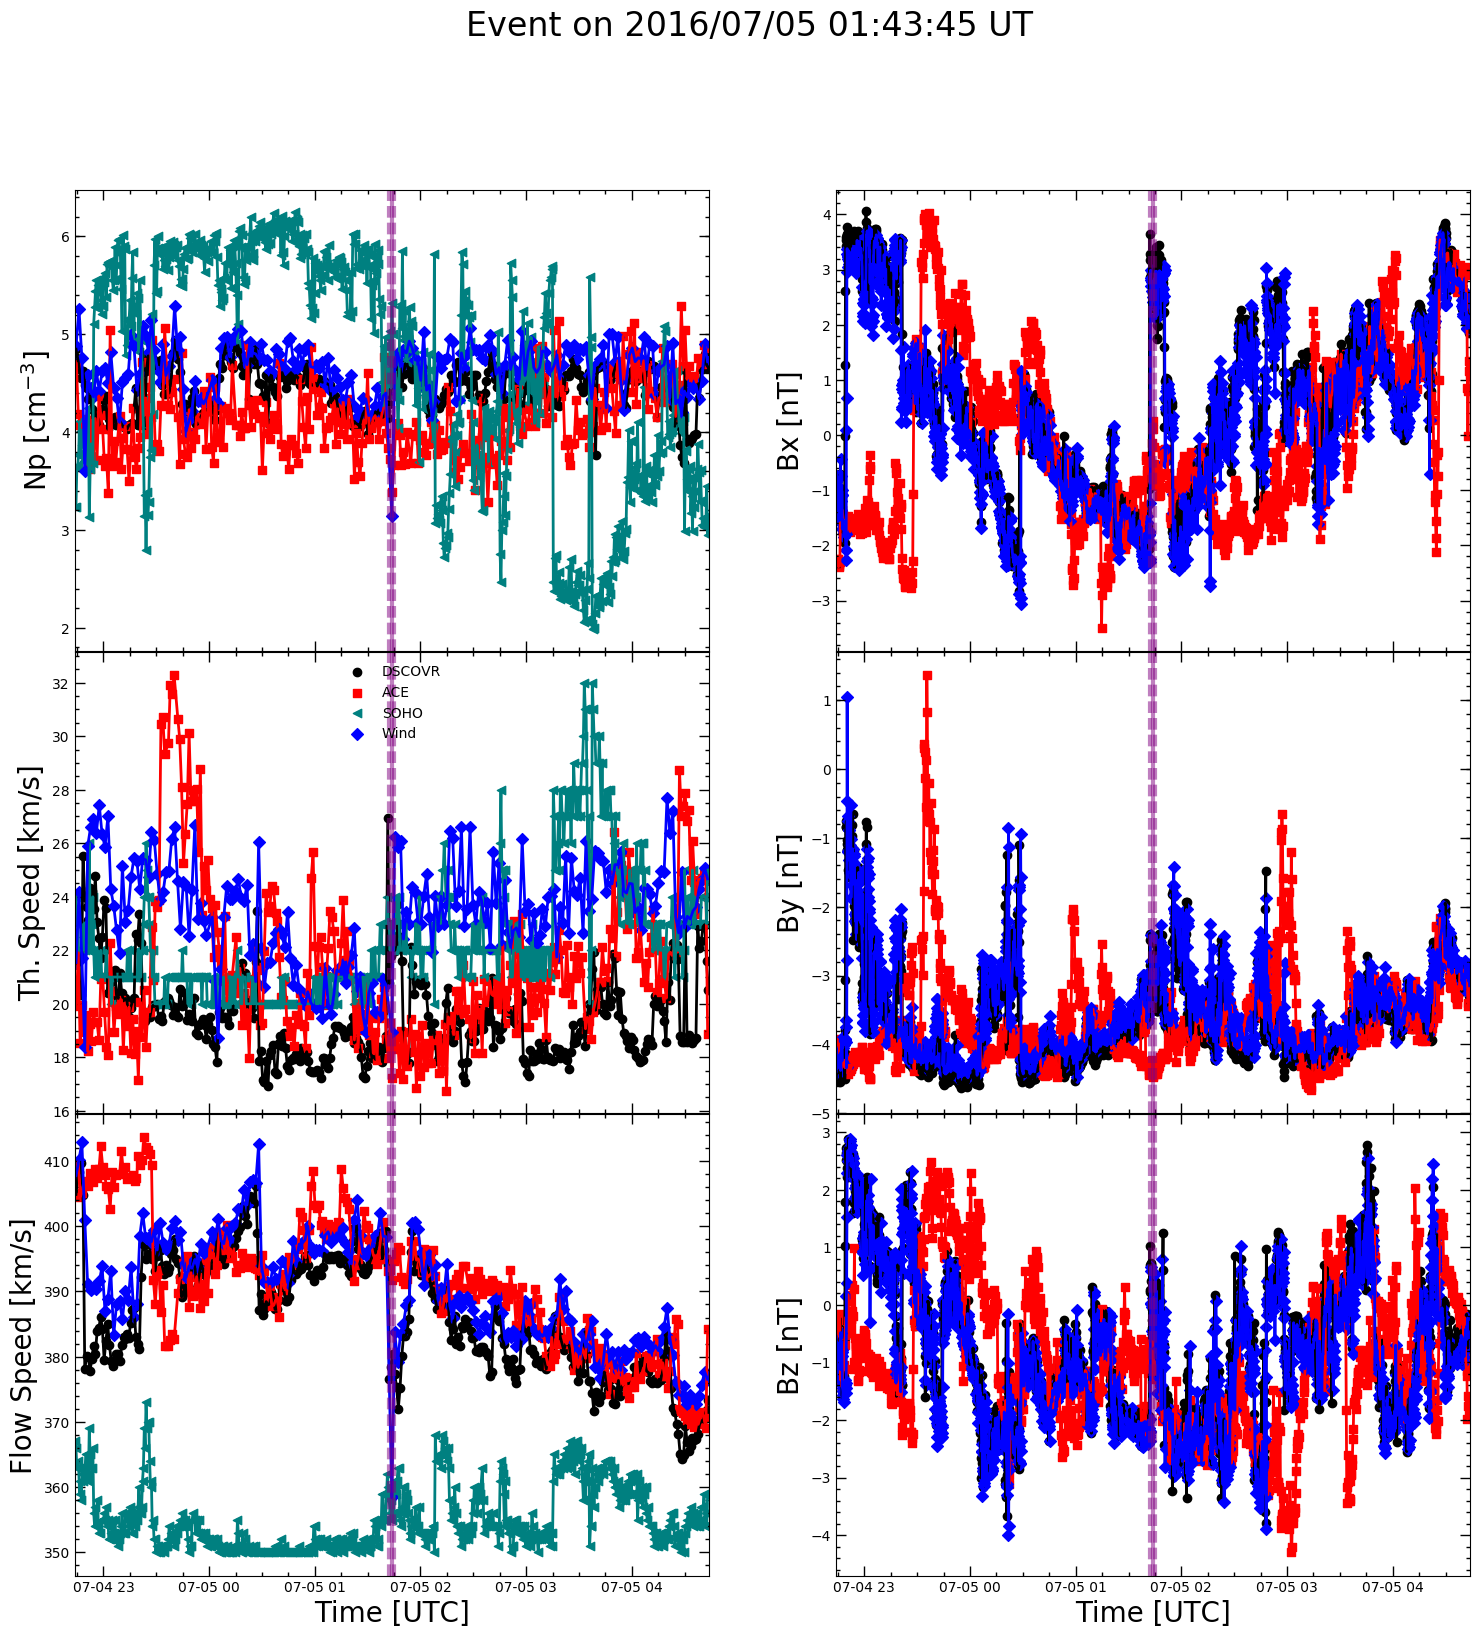 Event on 2016/07/05 01:43:45 UT
Np [cm⁻³]
6
5
4
3
2
Bx [nT]
4
3
2
1
0
−1
−2
−3
Th. Speed [km/s]
32
30
28
26
24
22
20
18
16
DSCOVR
ACE
SOHO
Wind
By [nT]
1
0
−1
−2
−3
−4
−5
Flow Speed [km/s]
410
400
390
380
370
360
350
Bz [nT]
3
2
1
0
−1
−2
−3
−4
07-04 23 07-05 00 07-05 01 07-05 02 07-05 03 07-05 04
Time [UTC]
07-04 23 07-05 00 07-05 01 07-05 02 07-05 03 07-05 04
Time [UTC]